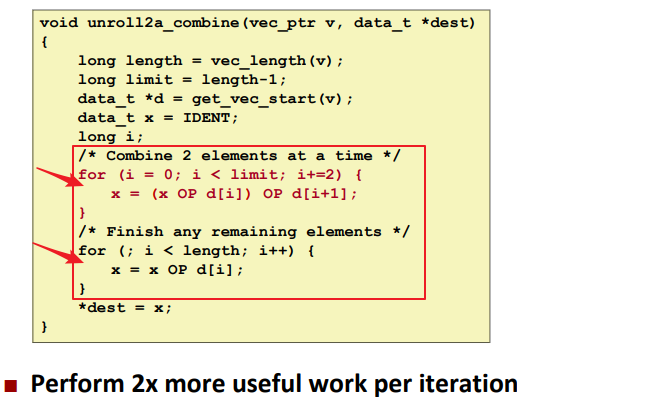 void unroll2a_combine(vec_ptr v, data_t *dest)
{
    long length = vec_length(v);
    long limit = length-1;
    data_t *d = get_vec_start(v);
    data_t x = IDENT;
    long i;
    /* Combine 2 elements at a time */
    for (i = 0; i < limit; i+=2) {
        x = (x OP d[i]) OP d[i+1];
    }
    /* Finish any remaining elements */
    for (; i < length; i++) {
        x = x OP d[i];
    }
    *dest = x;
}
■ Perform 2x more useful work per iteration